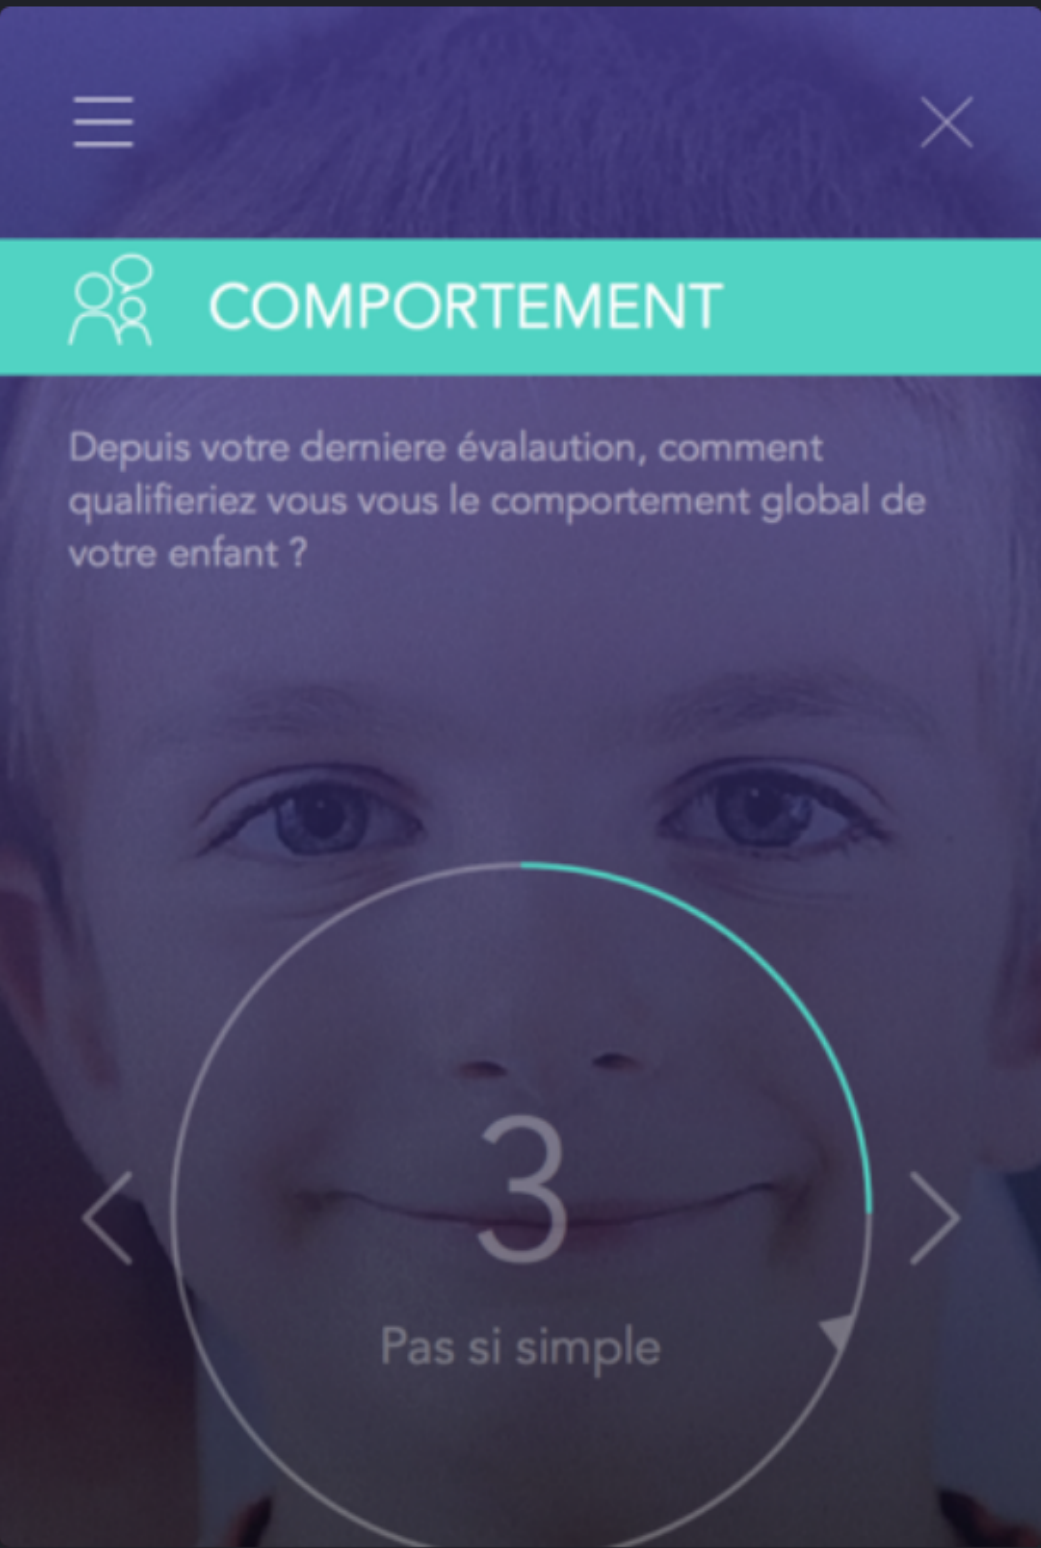 COMPORTEMENT
Depuis votre derniere évalaution, comment
qualifieriez vous vous le comportement global de
votre enfant ?
3
Pas si simple